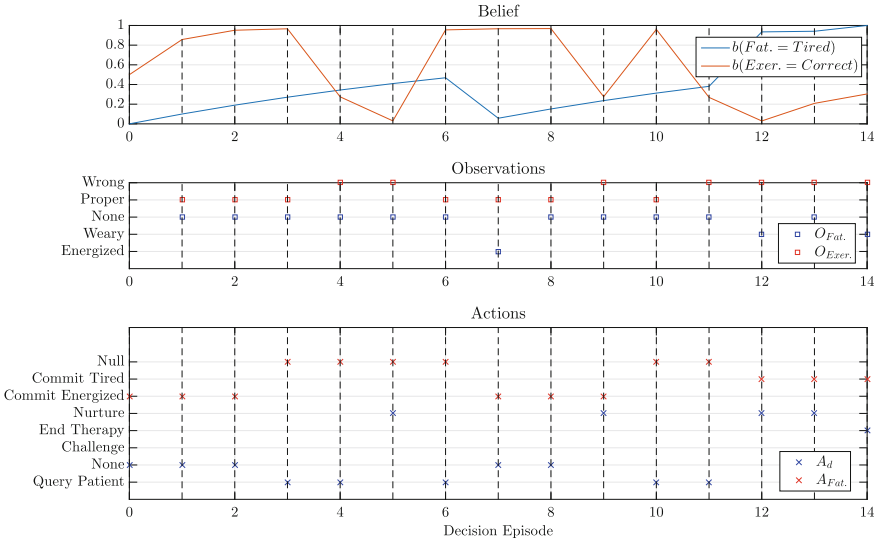 Belief
1
0.8
0.6
0.4
0.2
0
b(Fat. = Tired)
b(Exer. = Correct)
0 2 4 6 8 10 12 14
Observations
Wrong
Proper
None
Weary
Energized
O_Fat.
O_Exer.
0 2 4 6 8 10 12 14
Actions
Null
Commit Tired
Commit Energized
Nurture
End Therapy
Challenge
None
Query Patient
A_d
A_Fat.
0 2 4 6 8 10 12 14
Decision Episode